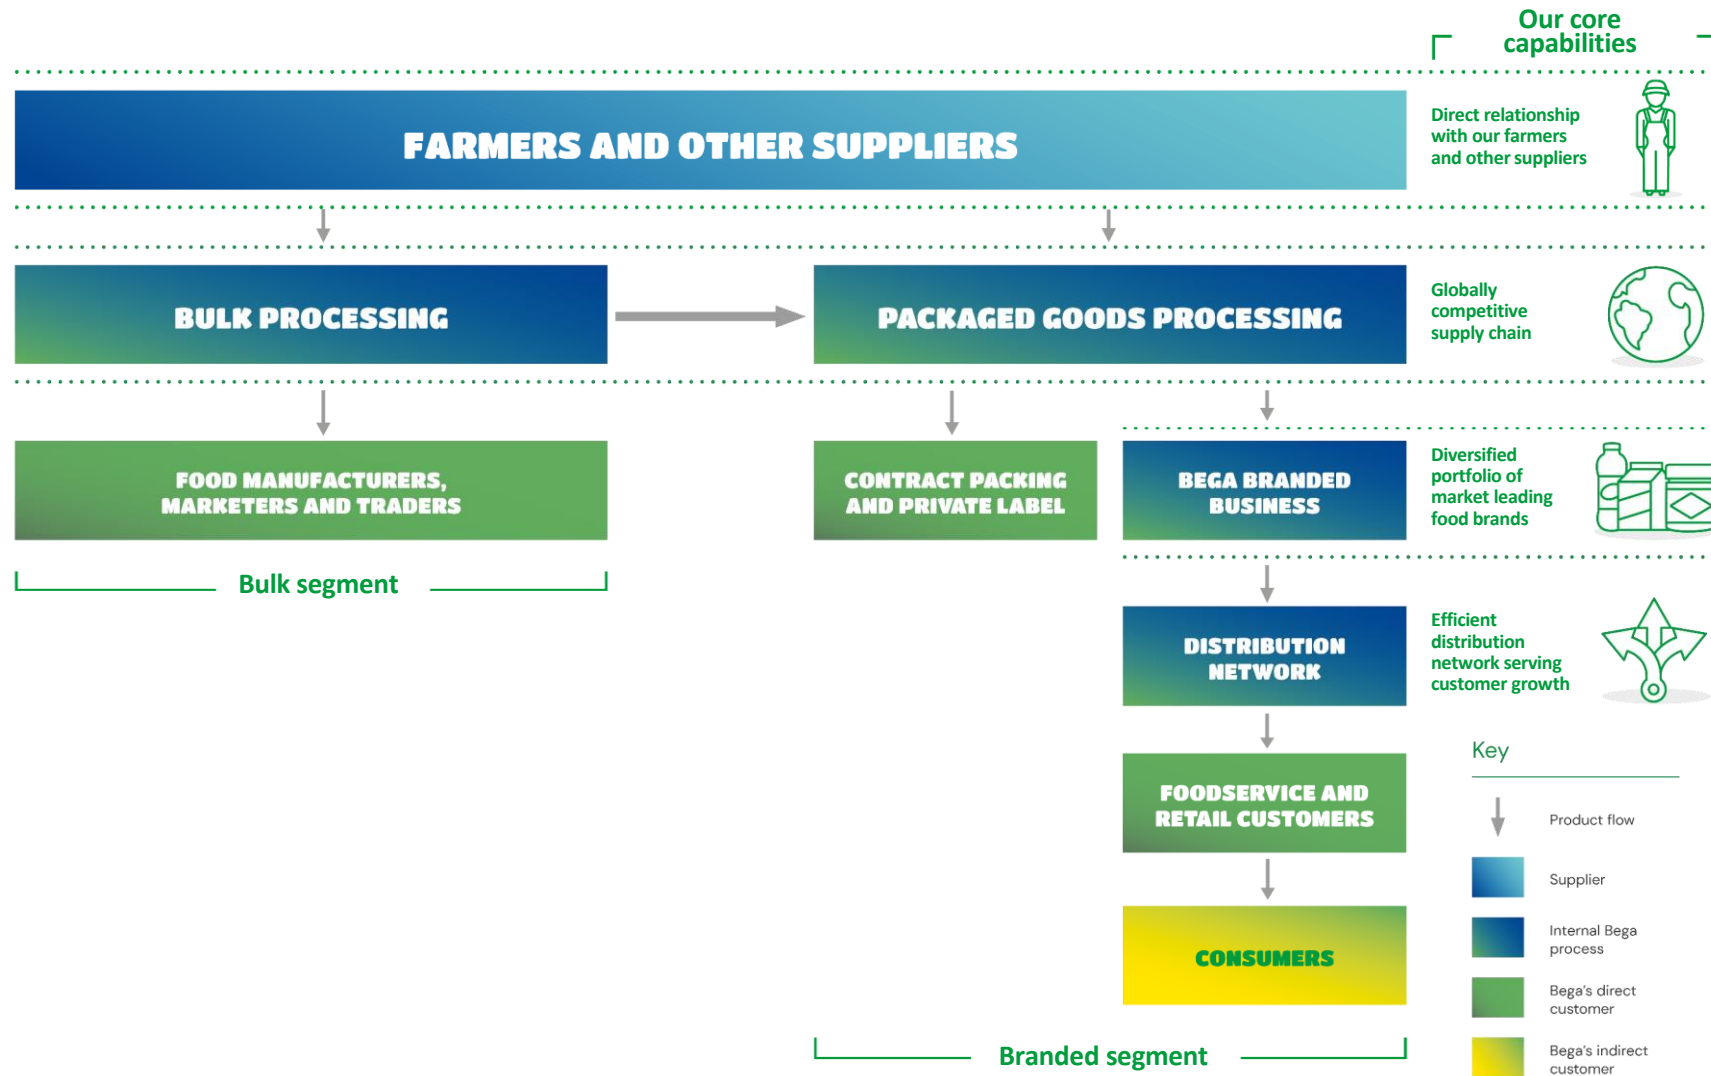 Our core
capabilities
FARMERS AND OTHER SUPPLIERS
Direct relationship
with our farmers
and other suppliers
BULK PROCESSING
PACKAGED GOODS PROCESSING
Globally
competitive
supply chain
FOOD MANUFACTURERS,
MARKETERS AND TRADERS
CONTRACT PACKING
AND PRIVATE LABEL
BEGA BRANDED
BUSINESS
Diversified
portfolio of
market leading
food brands
Bulk segment
DISTRIBUTION
NETWORK
Efficient
distribution
network serving
customer growth
FOODSERVICE AND
RETAIL CUSTOMERS
CONSUMERS
Branded segment
Key
Product flow
Supplier
Internal Bega
process
Bega's direct
customer
Bega's indirect
customer